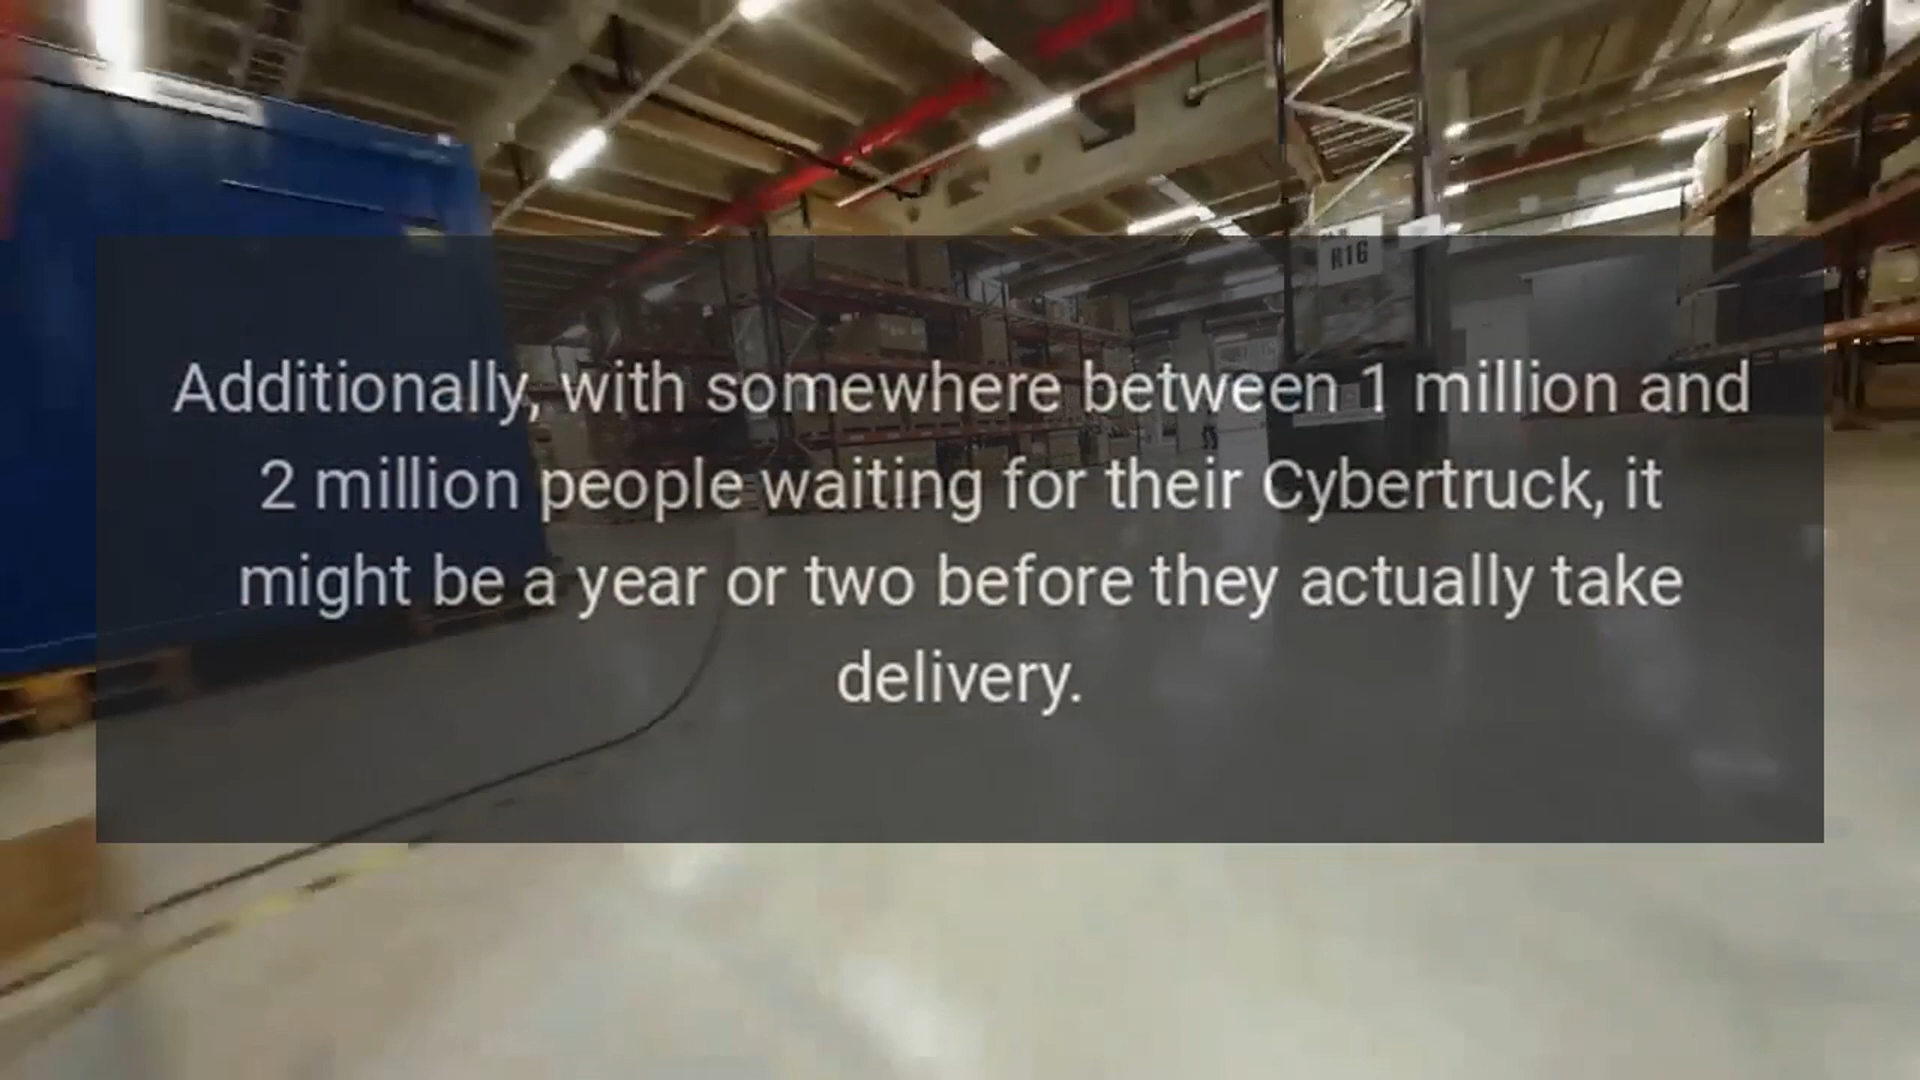 R16
Additionally, with somewhere between 1 million and
2 million people waiting for their Cybertruck, it
might be a year or two before they actually take
delivery.